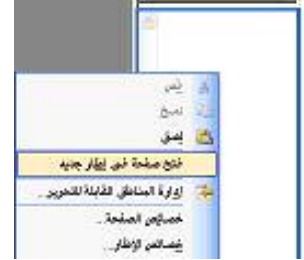 قص
نسخ
لصق
فتح صفحة في إطار جديد
إدارة المناطق القابلة للتحرير...
خصائص الصفحة...
خصائص الإطار...